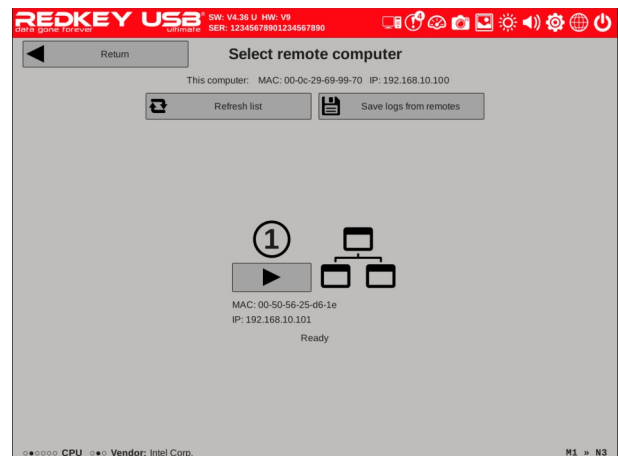 REDKEY USB®
data gone forever ultimate
SW: V4.36 U HW: V9
SER: 12345678901234567890
Return
Select remote computer
This computer: MAC: 00-0c-29-69-99-70 IP: 192.168.10.100
Refresh list
Save logs from remotes
1
MAC: 00-50-56-25-d6-1e
IP: 192.168.10.101
Ready
CPU Vendor: Intel Corp.
M1 » N3